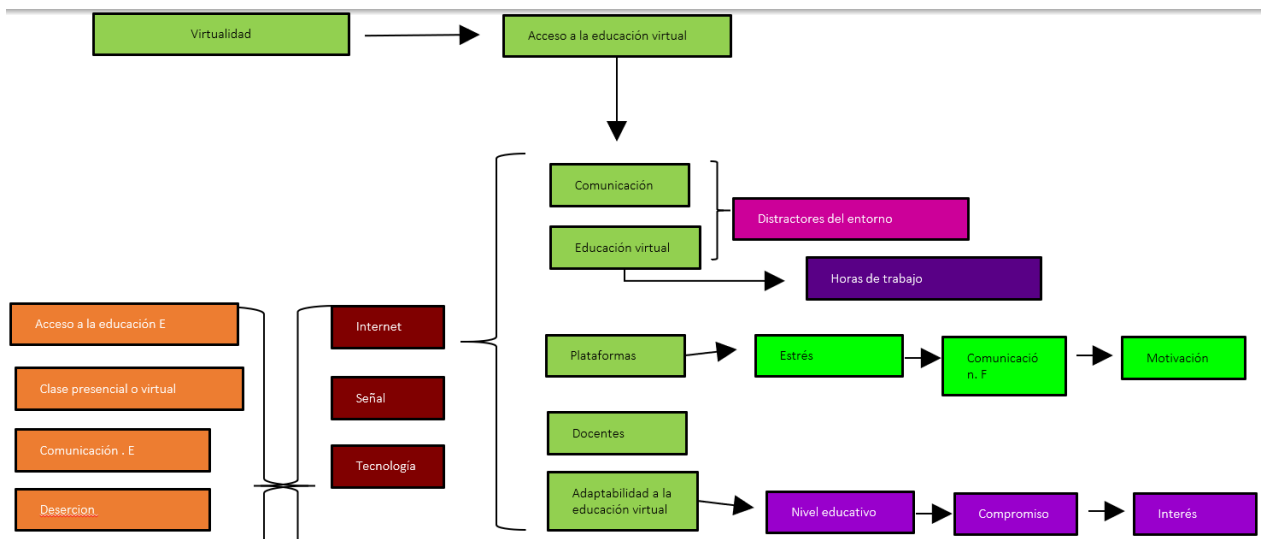 Virtualidad
Acceso a la educación virtual
Comunicación
Distractores del entorno
Educación virtual
Horas de trabajo
Acceso a la educación E
Internet
Plataformas
Estrés
Comunicació
n. F
Motivación
Clase presencial o virtual
Señal
Docentes
Comunicación . E
Tecnología
Adaptabilidad a la
educación virtual
Nivel educativo
Compromiso
Interés
Desercion